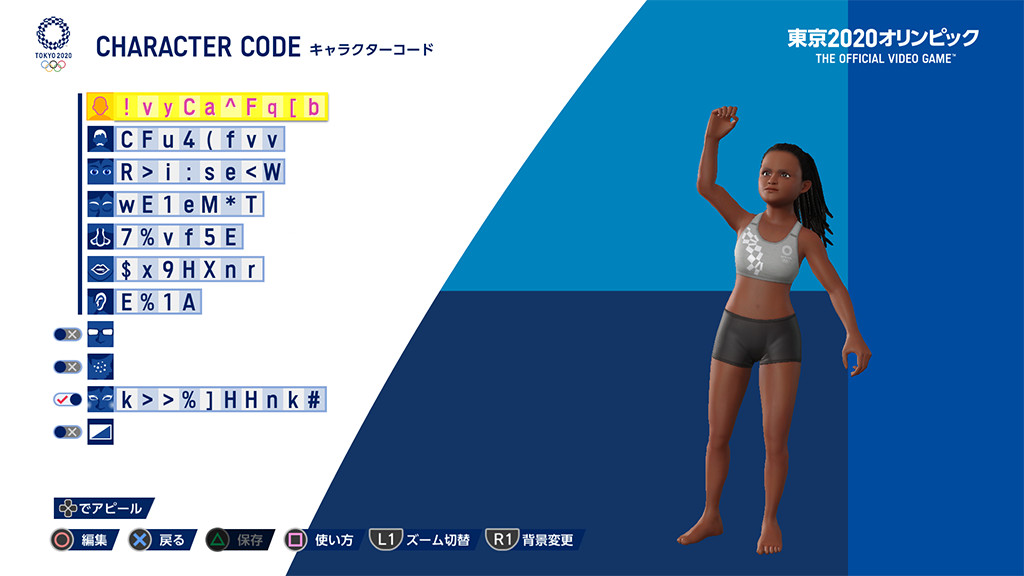 TOKYO 2020
CHARACTER CODE キャラクターコード
東京2020オリンピック
THE OFFICIAL VIDEO GAME™
!vyCa^Fq[b
CFu4(fvv
R>i:se<W
wE1eM*T
7%vf5E
$x9HXnr
E%1A
k>>%]HHnk#
でアピール
編集 戻る 保存 使い方 L1 ズーム切替 R1 背景変更